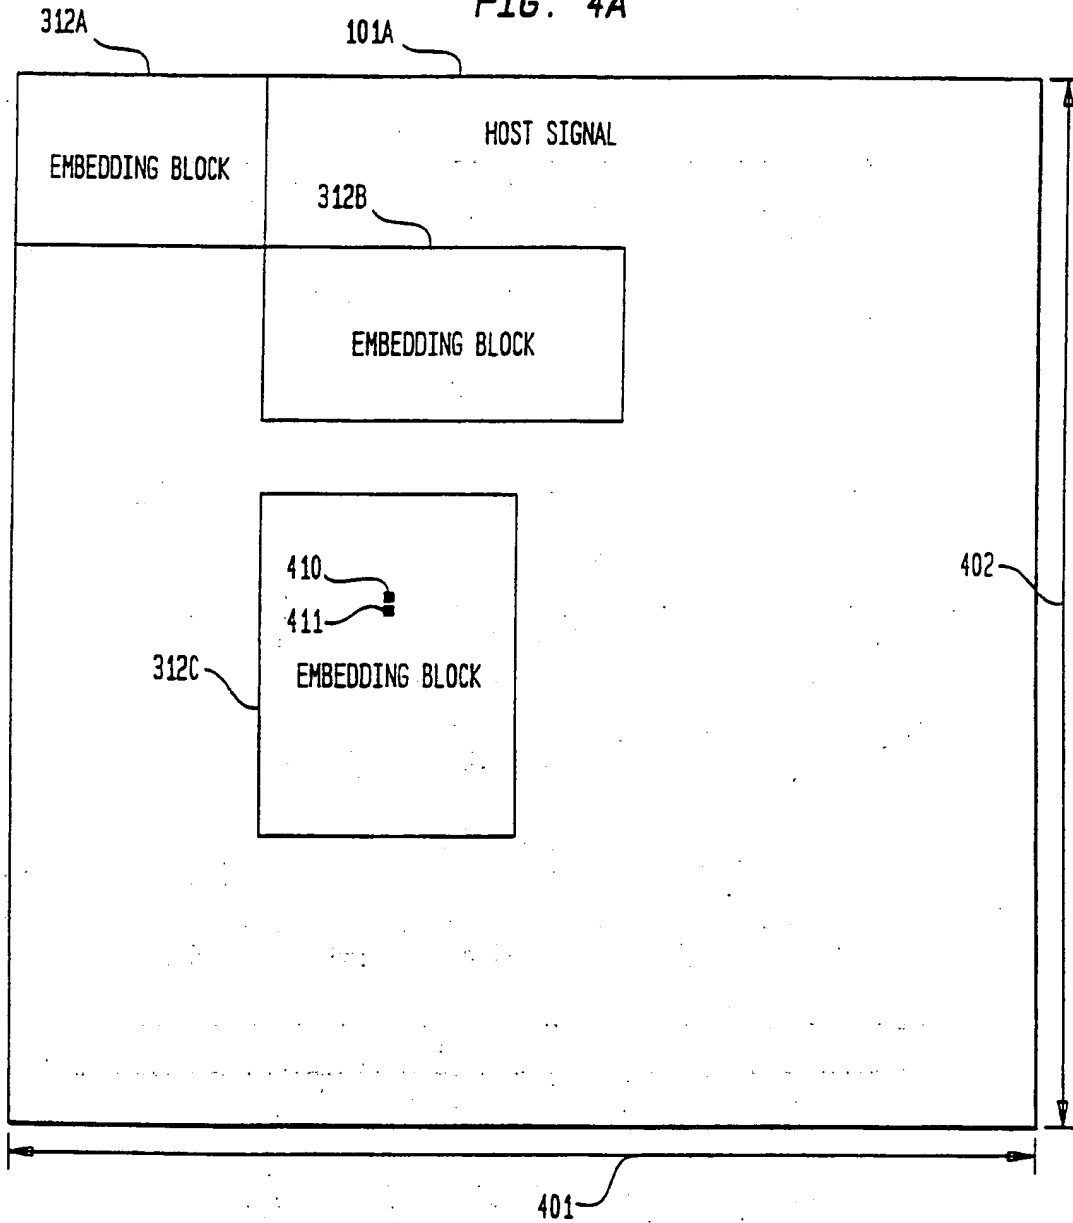 FIG. 4A
312A
101A
HOST SIGNAL
EMBEDDING BLOCK
312B
EMBEDDING BLOCK
410
402
411
312C
EMBEDDING BLOCK
401